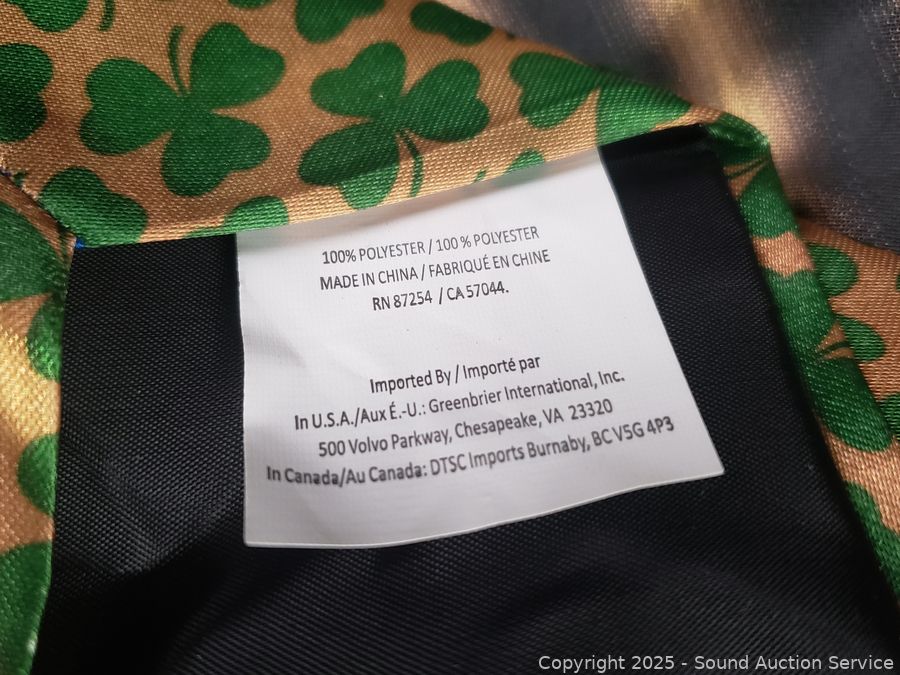 100% POLYESTER / 100 % POLYESTER
MADE IN CHINA / FABRIQUÉ EN CHINE
RN 87254 / CA 57044.
Imported By / Importé par
In U.S.A./Aux É.-U.: Greenbrier International, Inc.
500 Volvo Parkway, Chesapeake, VA 23320
In Canada/Au Canada: DTSC Imports Burnaby, BC V5G 4P3
Copyright © 2025 - Sound Auction Service